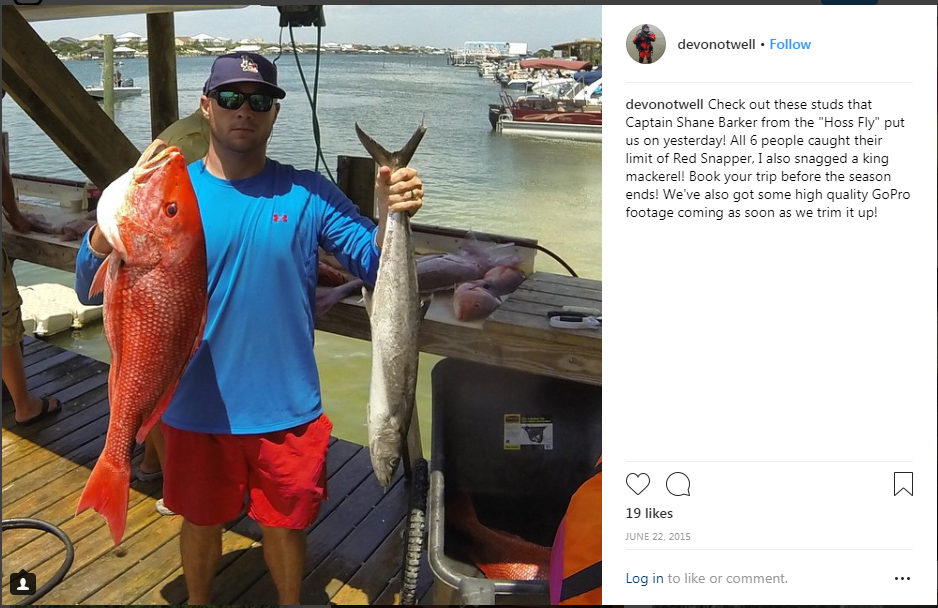 devonotwell • Follow
devonotwell Check out these studs that
Captain Shane Barker from the "Hoss Fly" put
us on yesterday! All 6 people caught their
limit of Red Snapper, I also snagged a king
mackerel! Book your trip before the season
ends! We've also got some high quality GoPro
footage coming as soon as we trim it up!
19 likes
JUNE 22, 2015
Log in to like or comment.